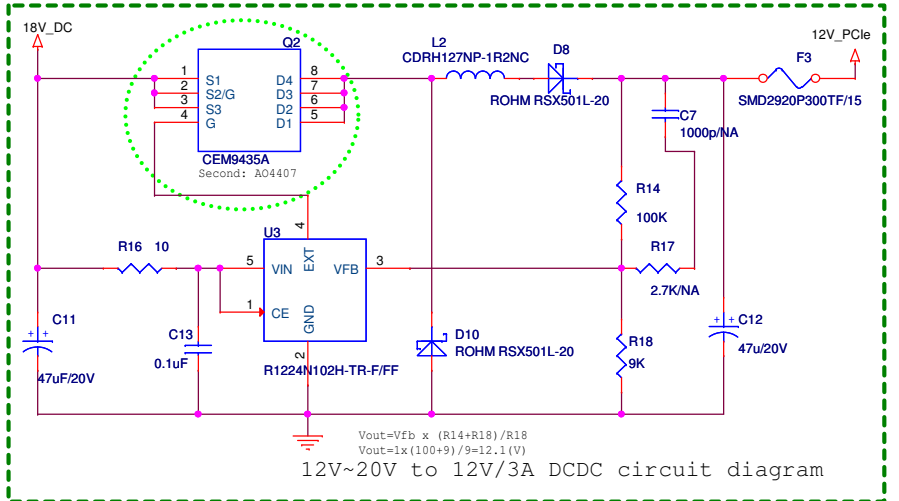 18V_DC
Q2
L2
CDRH127NP-1R2NC
D8
12V_PCIe
F3
1 S1 D4 8
2 S2/G D3 7
3 S3 D2 6
4 G D1 5
ROHM RSX501L-20
SMD2920P300TF/15
C7
1000p/NA
CEM9435A
Second: AO4407
R14
100K
4
U3
R16 10
5 VIN EXT VFB 3
R17
2.7K/NA
1 CE
GND
2
C11
47uF/20V
C13
0.1uF
R1224N102H-TR-F/FF
D10
ROHM RSX501L-20
R18
9K
C12
47u/20V
Vout=Vfb x (R14+R18)/R18
Vout=1x(100+9)/9=12.1(V)
12V~20V to 12V/3A DCDC circuit diagram